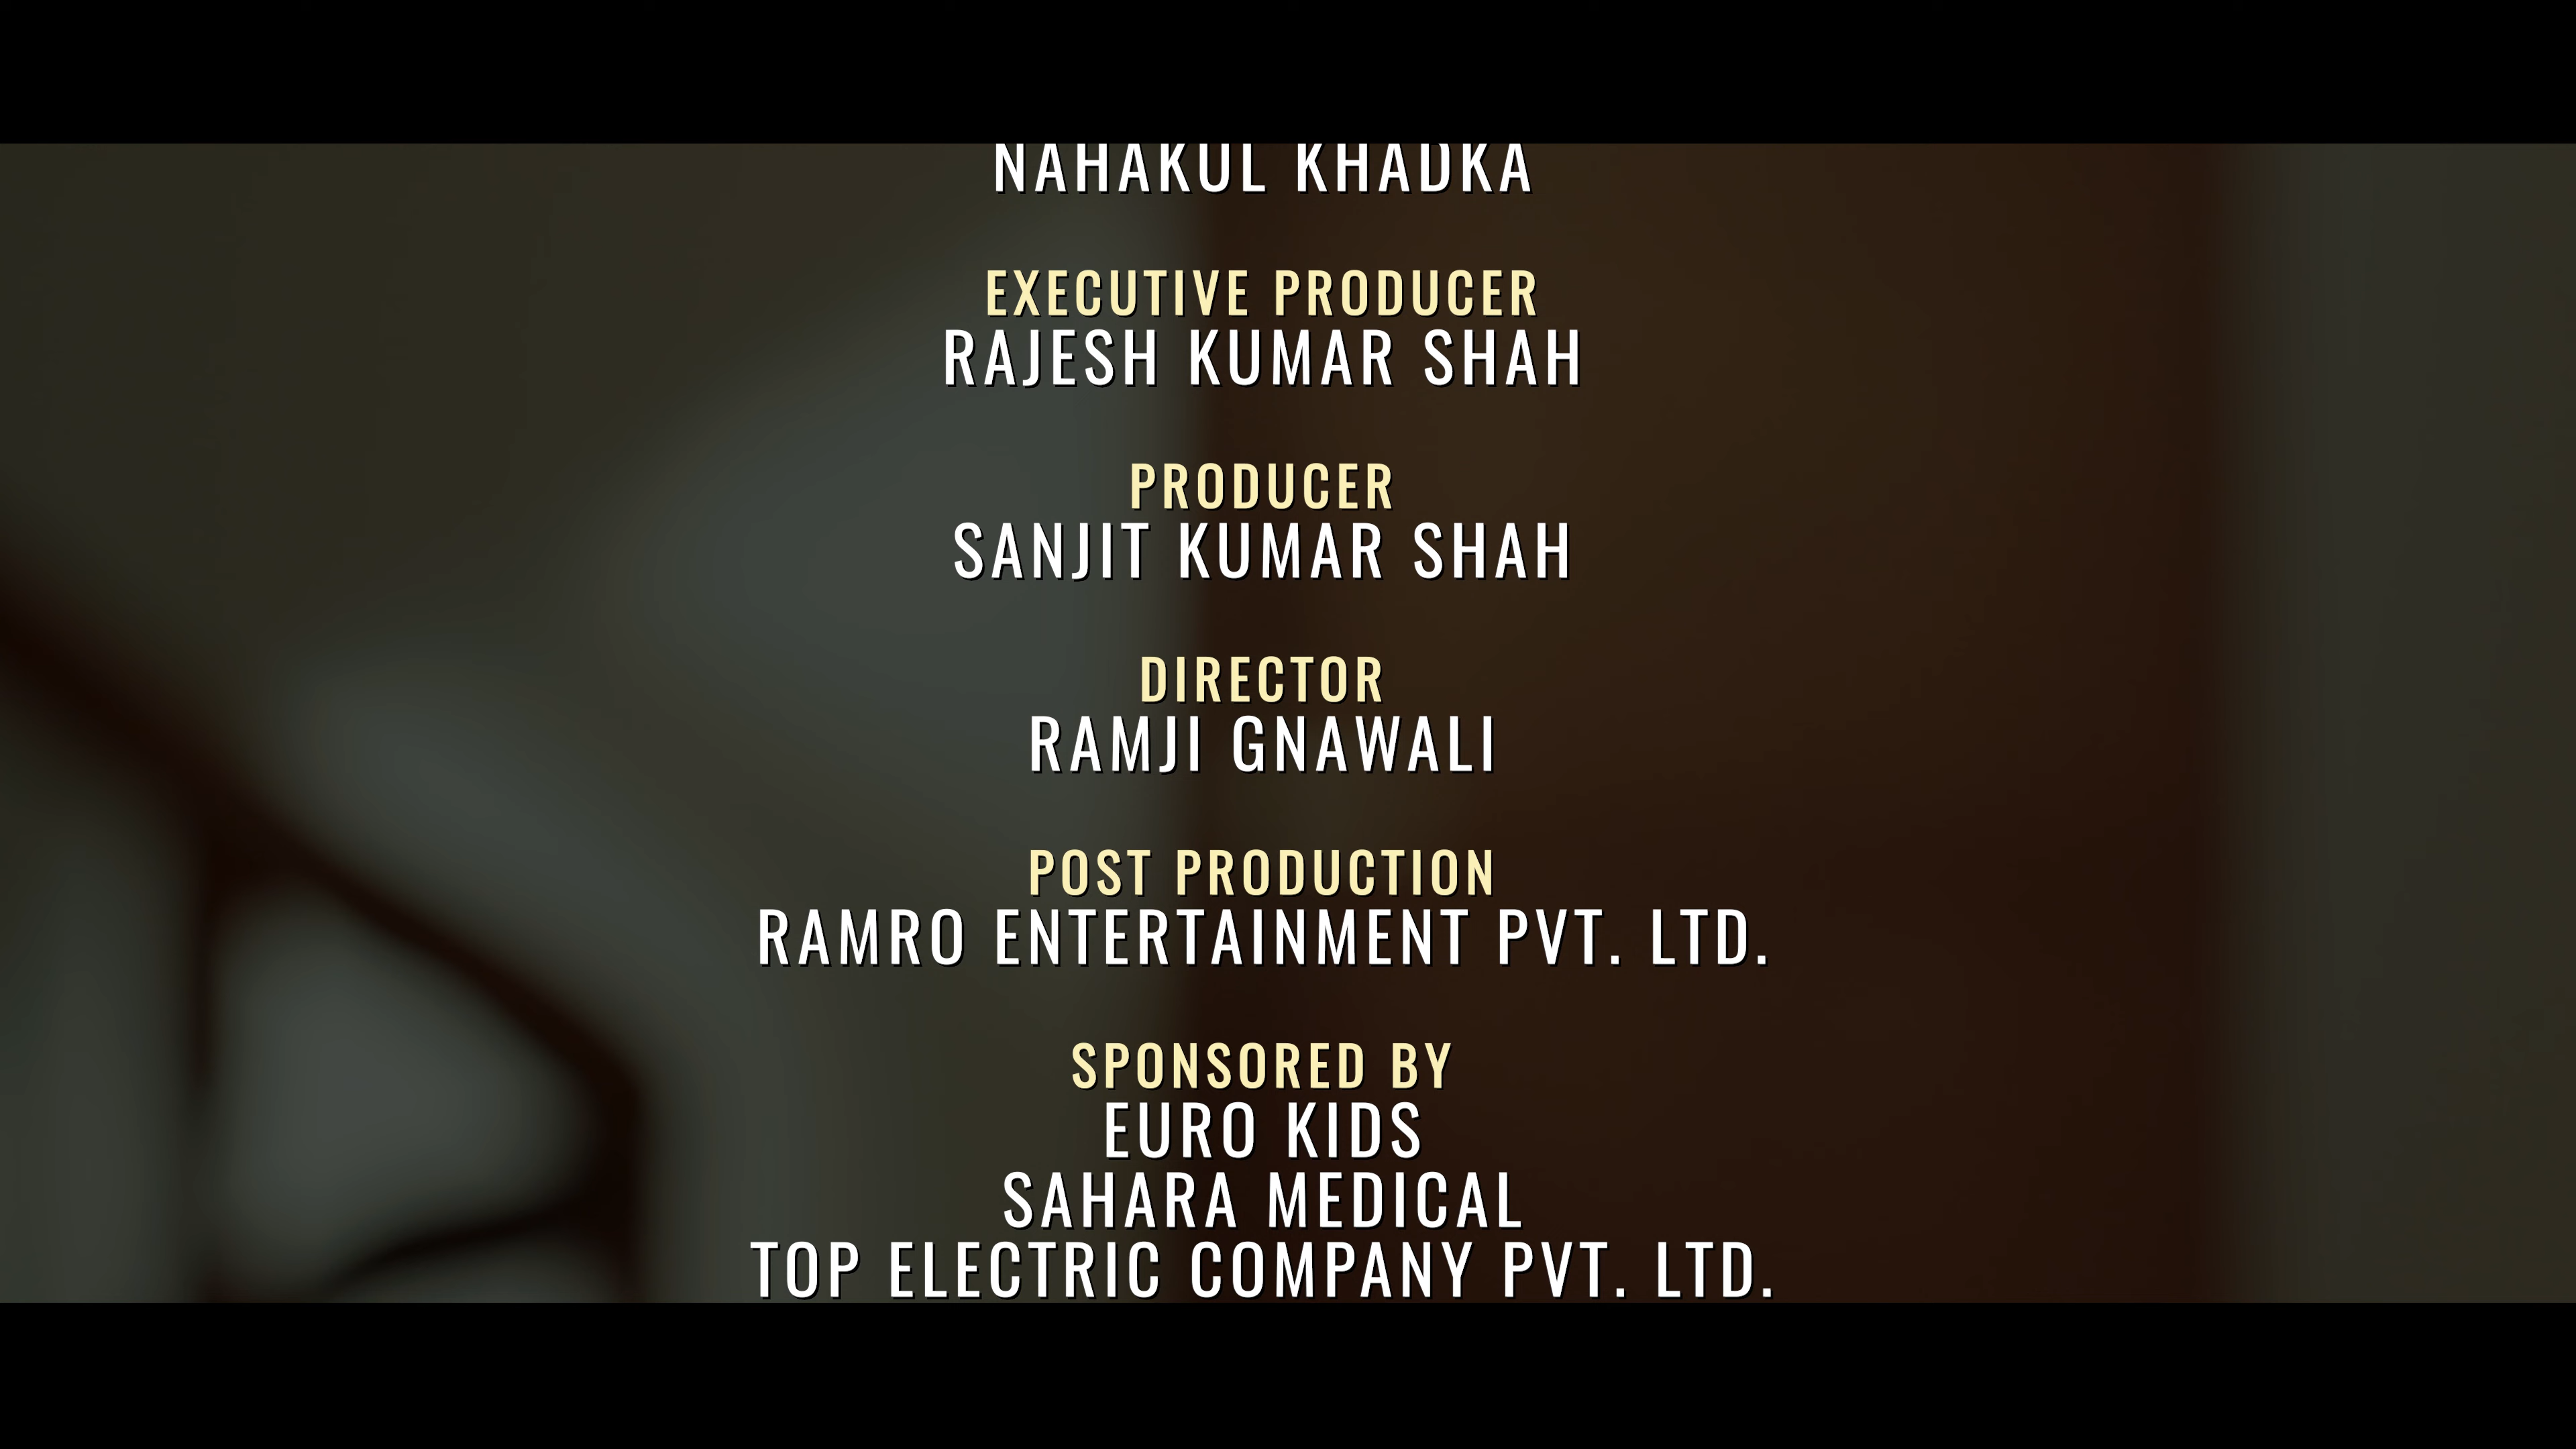 NAHAKUL KHADKA
EXECUTIVE PRODUCER
RAJESH KUMAR SHAH
PRODUCER
SANJIT KUMAR SHAH
DIRECTOR
RAMJI GNAWALI
POST PRODUCTION
RAMRO ENTERTAINMENT PVT. LTD.
SPONSORED BY
EURO KIDS
SAHARA MEDICAL
TOP ELECTRIC COMPANY PVT. LTD.